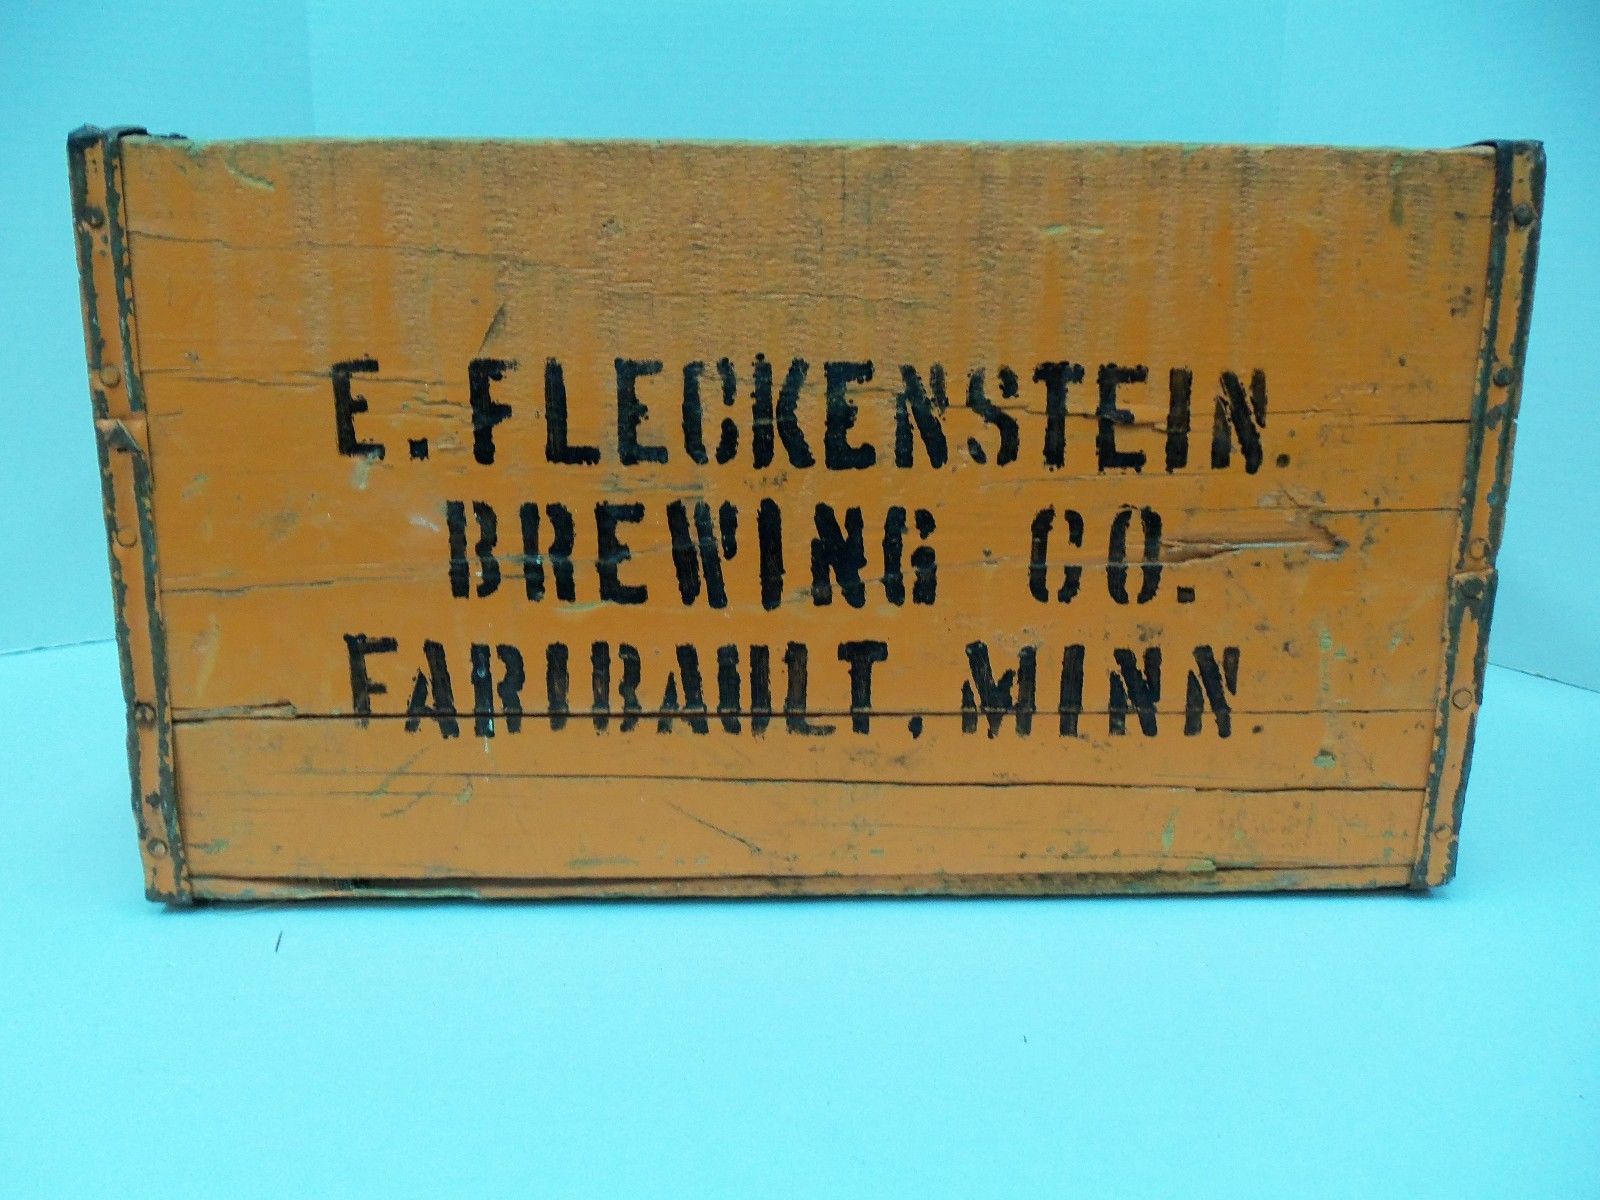 E. FLECKENSTEIN.
BREWING CO.
FARIBAULT, MINN.